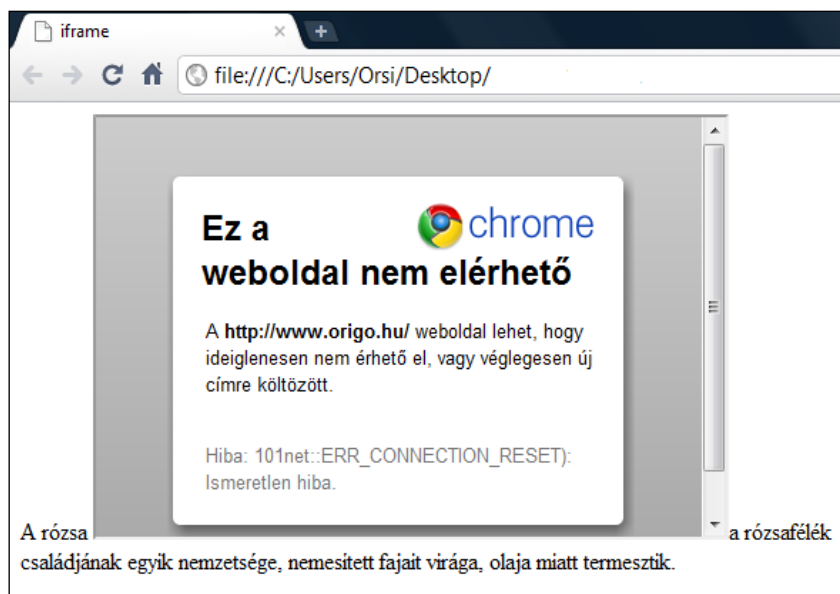 iframe
file:///C:/Users/Orsi/Desktop/
Ez a
chrome
weboldal nem elérhető
A http://www.origo.hu/ weboldal lehet, hogy
ideiglenesen nem érhető el, vagy véglegesen új
címre költözött.
Hiba: 101net::ERR_CONNECTION_RESET):
Ismeretlen hiba.
A rózsa a rózsafélék
családjának egyik nemzetsége, nemesített fajait virága, olaja miatt termesztik.